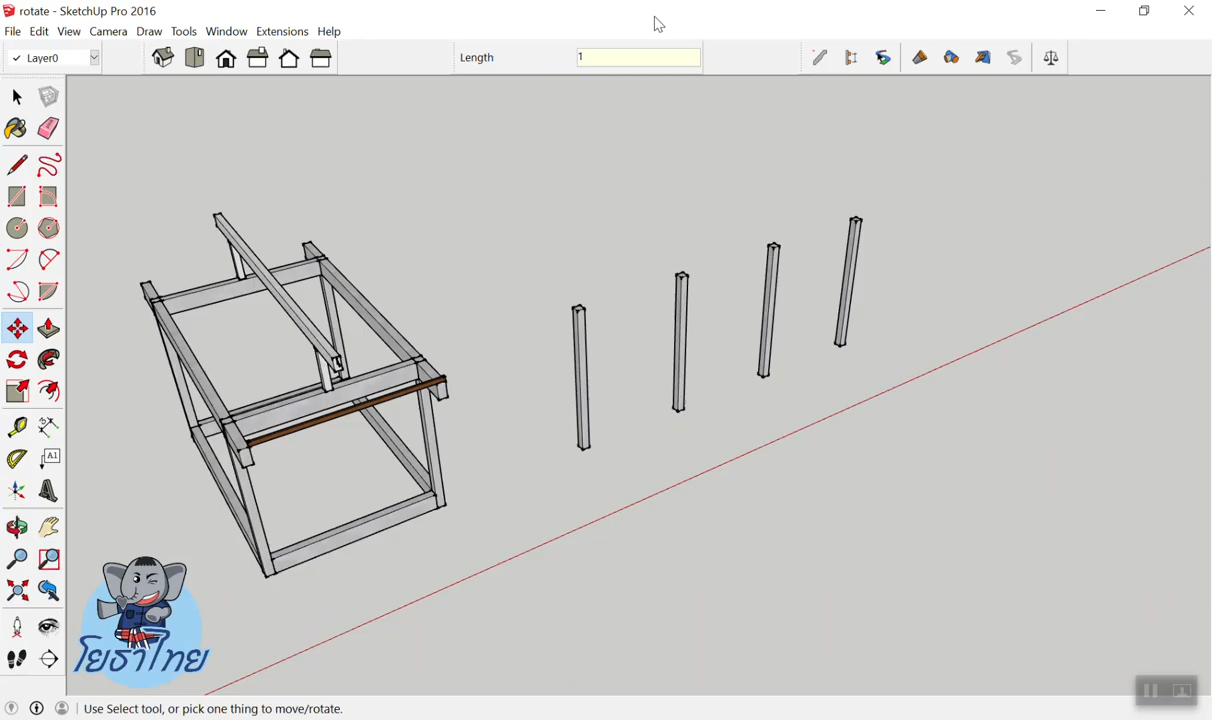 rotate - SketchUp Pro 2016
File Edit View Camera Draw Tools Window Extensions Help
Layer0
Length 1
A1
โยธาไทย
Use Select tool, or pick one thing to move/rotate.